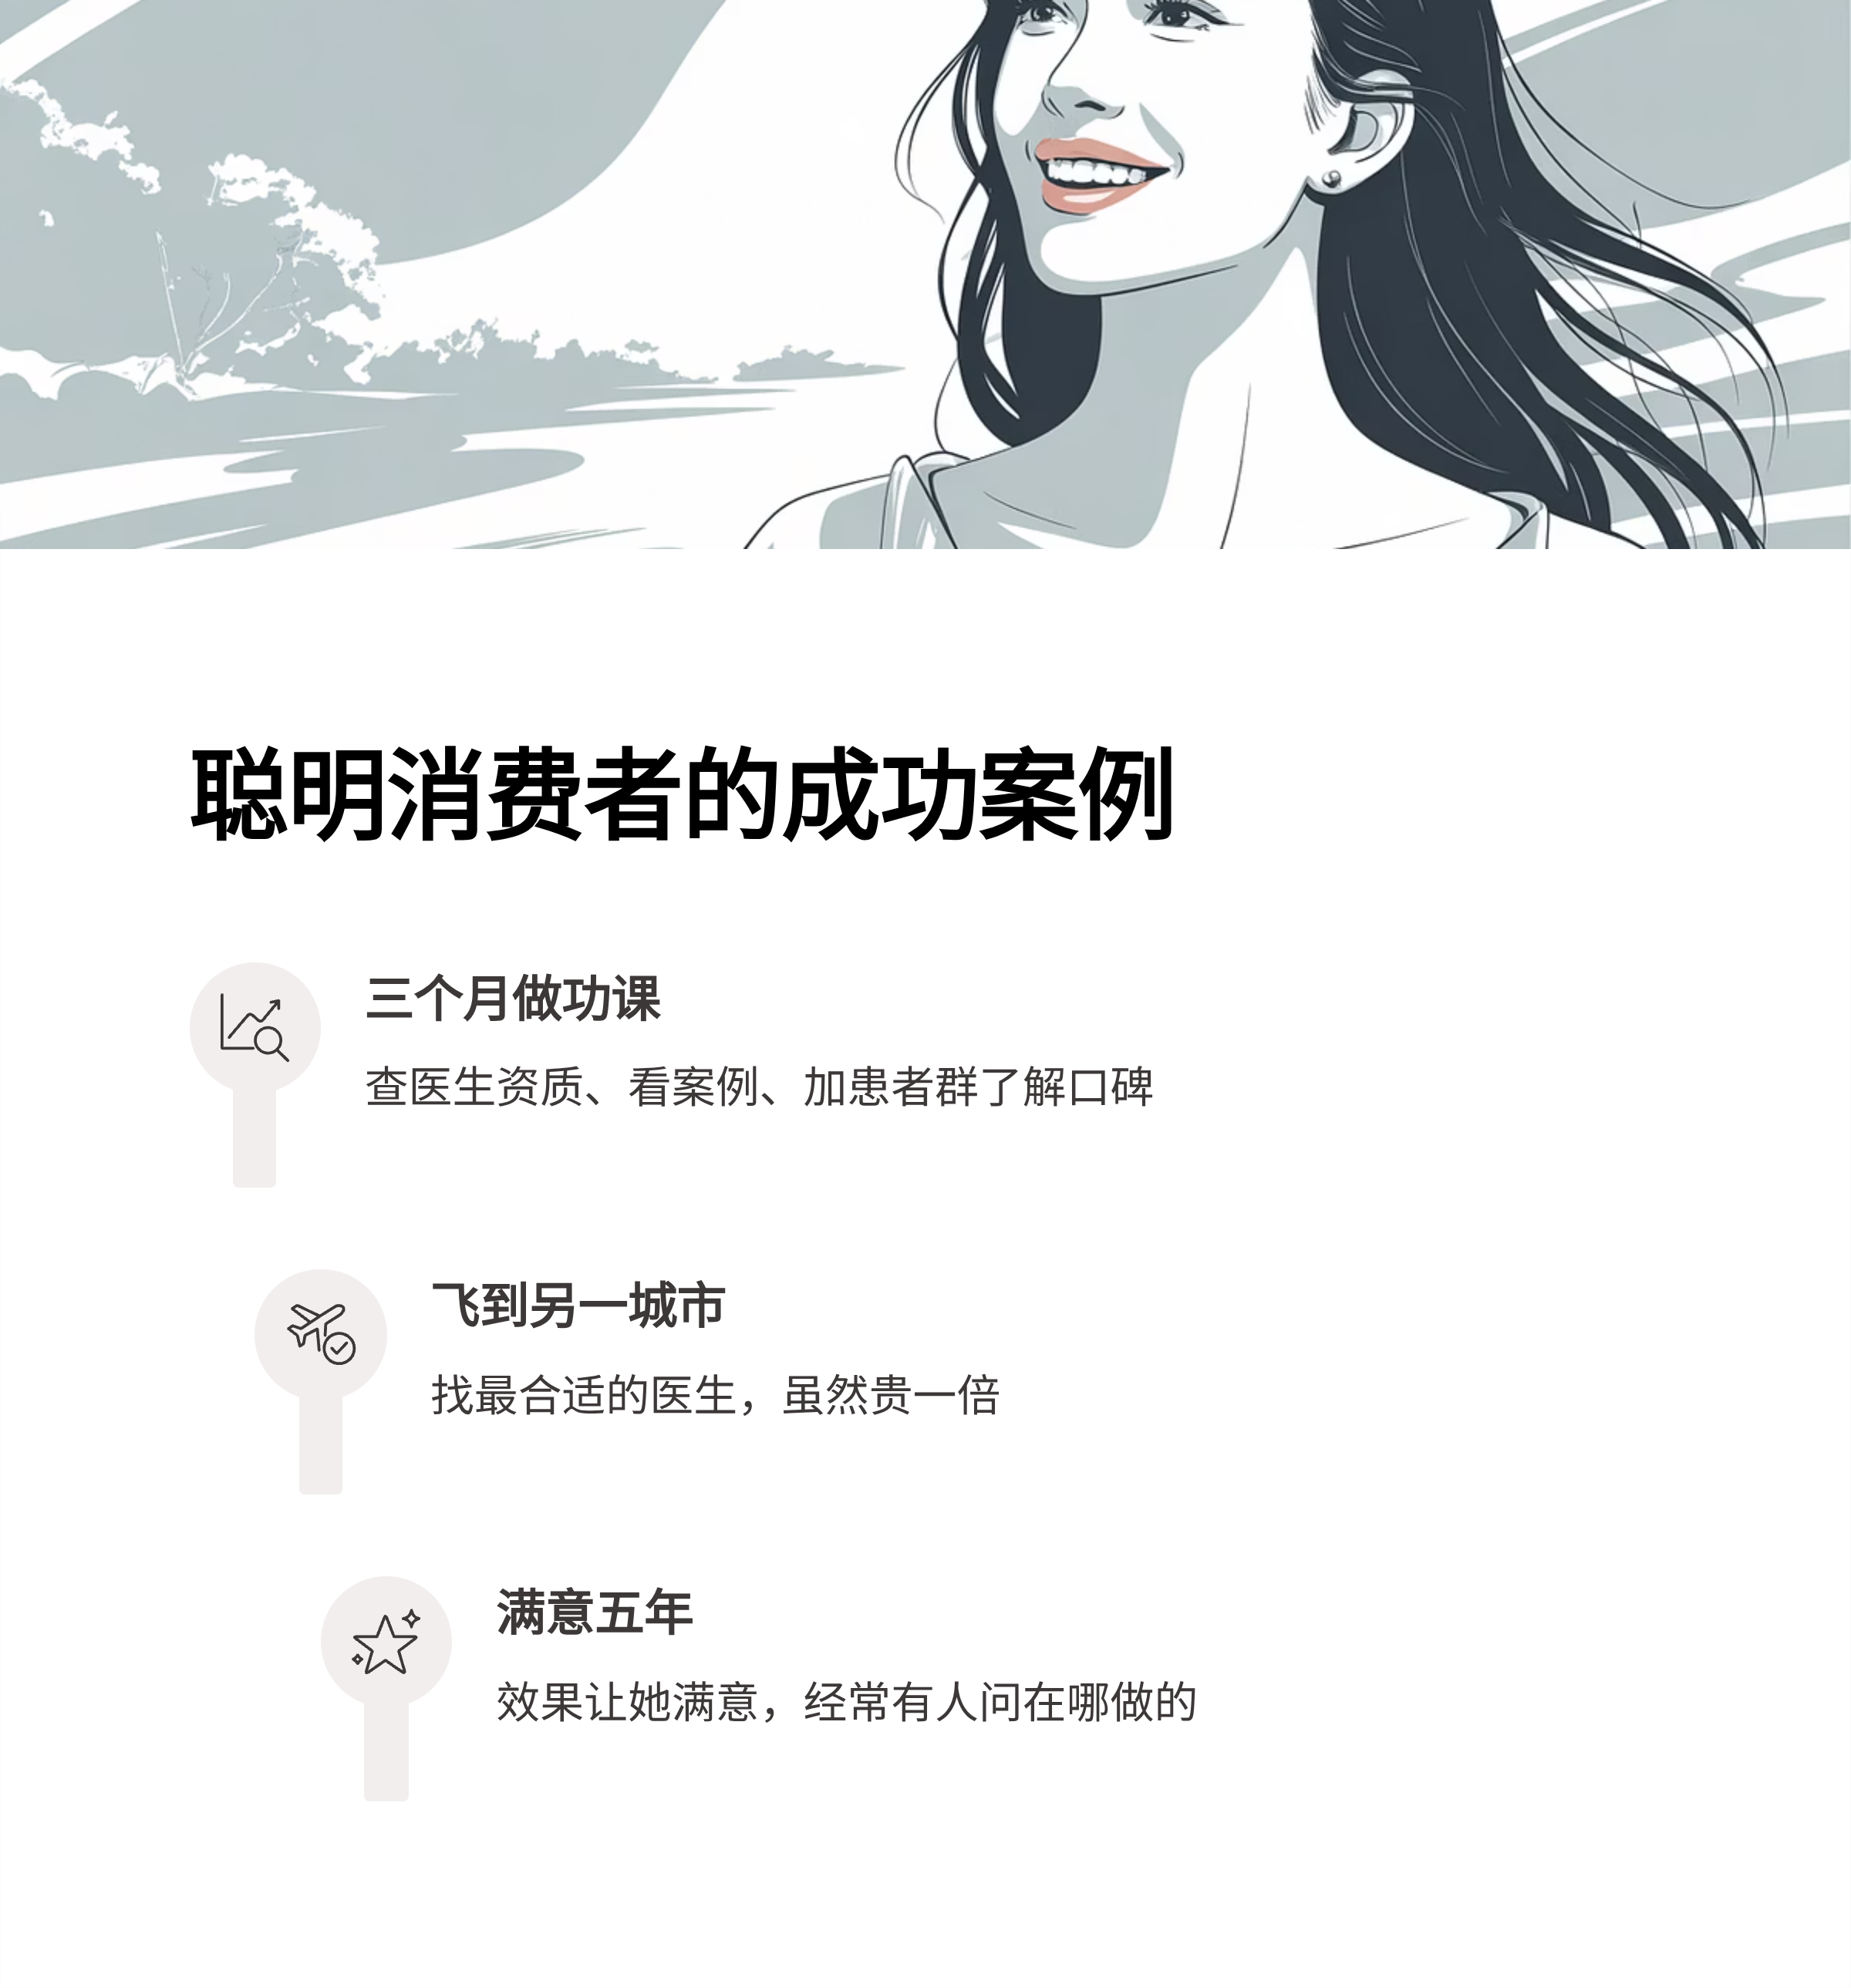 聪明消费者的成功案例
三个月做功课
查医生资质、看案例、加患者群了解口碑
飞到另一城市
找最合适的医生，虽然贵一倍
满意五年
效果让她满意，经常有人问在哪做的